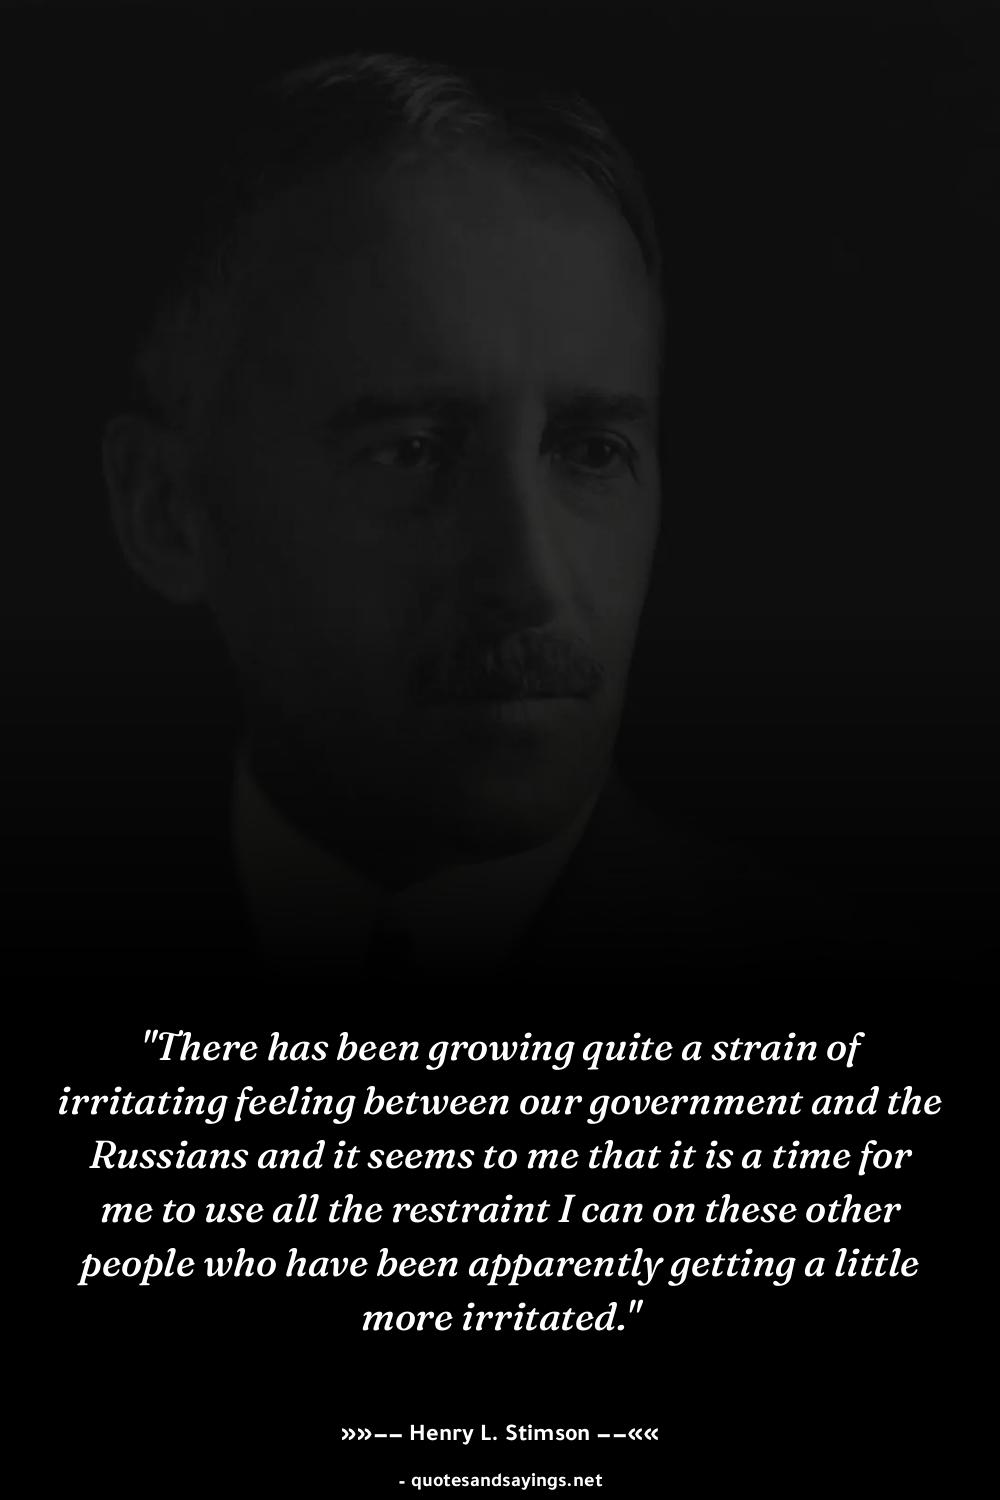 "There has been growing quite a strain of
irritating feeling between our government and the
Russians and it seems to me that it is a time for
me to use all the restraint I can on these other
people who have been apparently getting a little
more irritated."
»»–– Henry L. Stimson ––««
- quotesandsayings.net